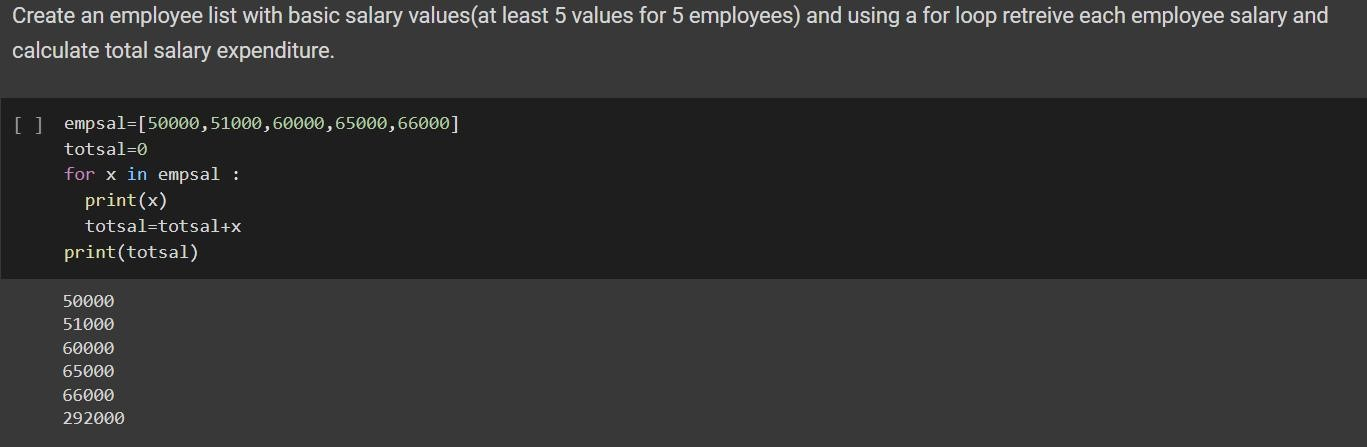 Create an employee list with basic salary values(at least 5 values for 5 employees) and using a for loop retreive each employee salary and
calculate total salary expenditure.
[ ] empsal=[50000,51000,60000,65000,66000]
totsal=0
for x in empsal :
  print(x)
  totsal=totsal+x
print(totsal)
50000
51000
60000
65000
66000
292000